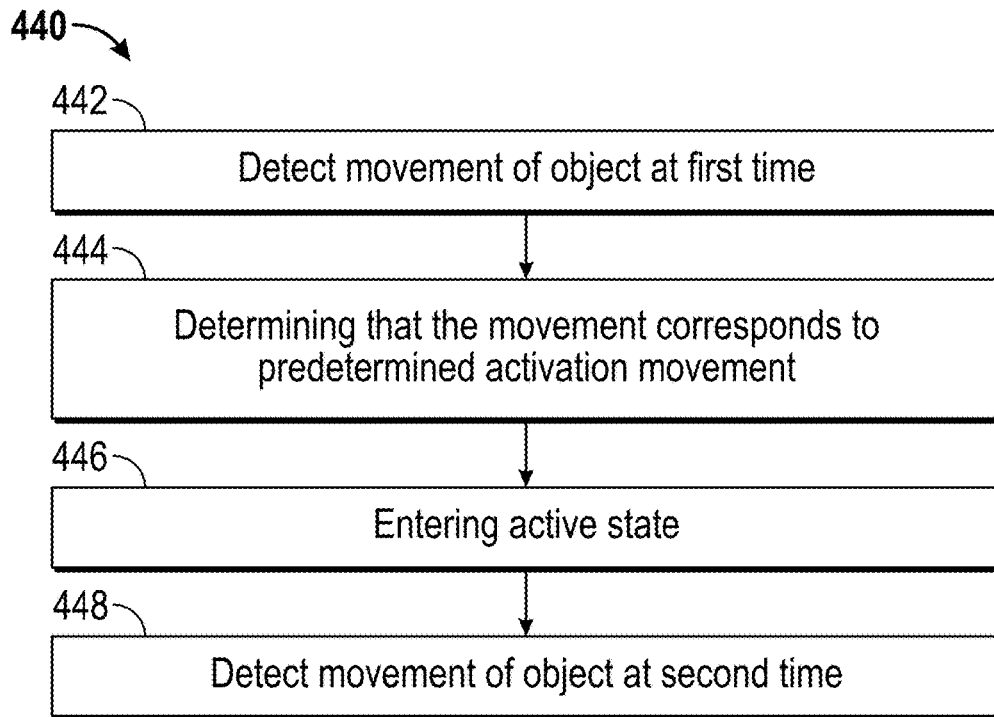 440
442
Detect movement of object at first time
444
Determining that the movement corresponds to
predetermined activation movement
446
Entering active state
448
Detect movement of object at second time